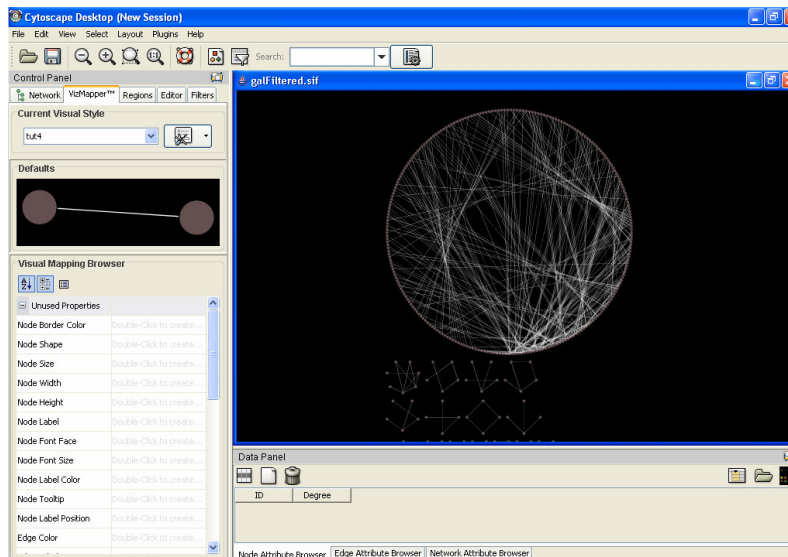 Cytoscape Desktop (New Session)
File Edit View Select Layout Plugins Help
Search:
Control Panel
Network VizMapper™ Regions Editor Filters
Current Visual Style
tut4
Defaults
Visual Mapping Browser
Unused Properties
Node Border Color Double-Click to create...
Node Shape Double-Click to create...
Node Size Double-Click to create...
Node Width Double-Click to create...
Node Height Double-Click to create...
Node Label Double-Click to create...
Node Font Face Double-Click to create...
Node Font Size Double-Click to create...
Node Label Color Double-Click to create...
Node Tooltip Double-Click to create...
Node Label Position Double-Click to create...
Edge Color Double-Click to create...
galFiltered.sif
Data Panel
ID Degree
Node Attribute Browser Edge Attribute Browser Network Attribute Browser